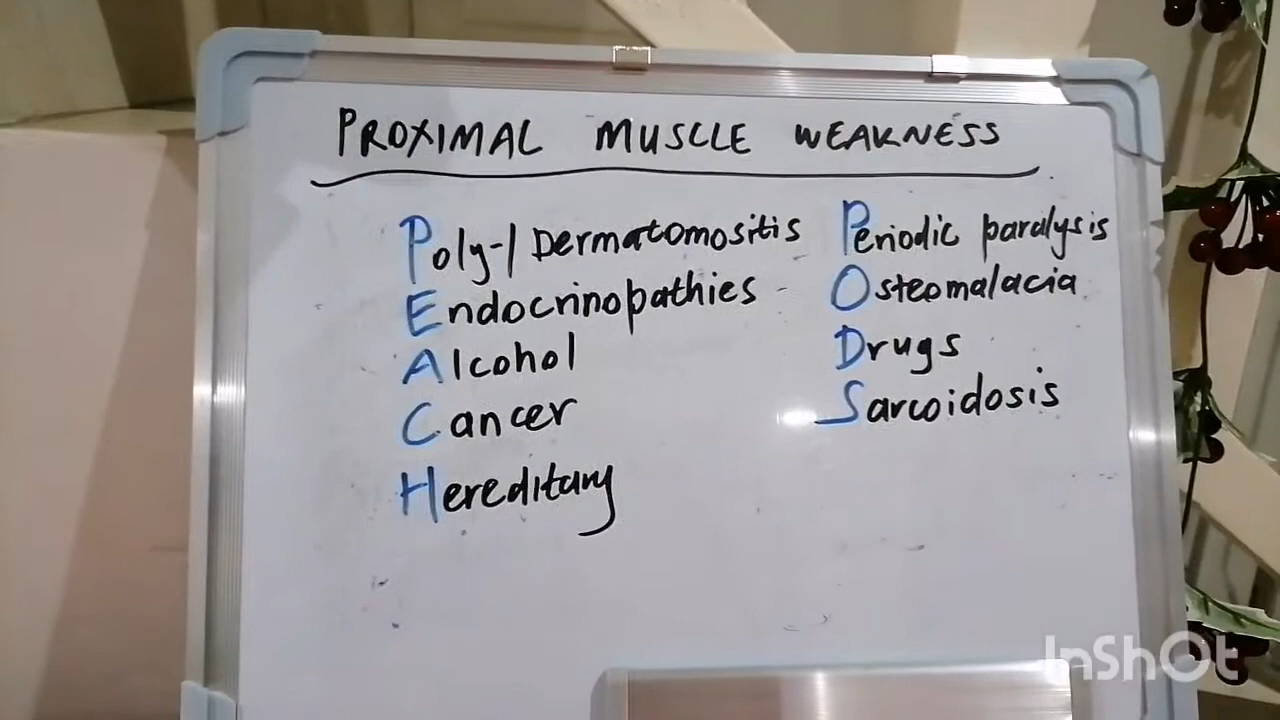 PROXIMAL MUSCLE WEAKNESS
Poly-/ Dermatomositis
Endocrinopathies
Alcohol
Cancer
Hereditary
Periodic paralysis
Osteomalacia
Drugs
Sarcoidosis
InShOt